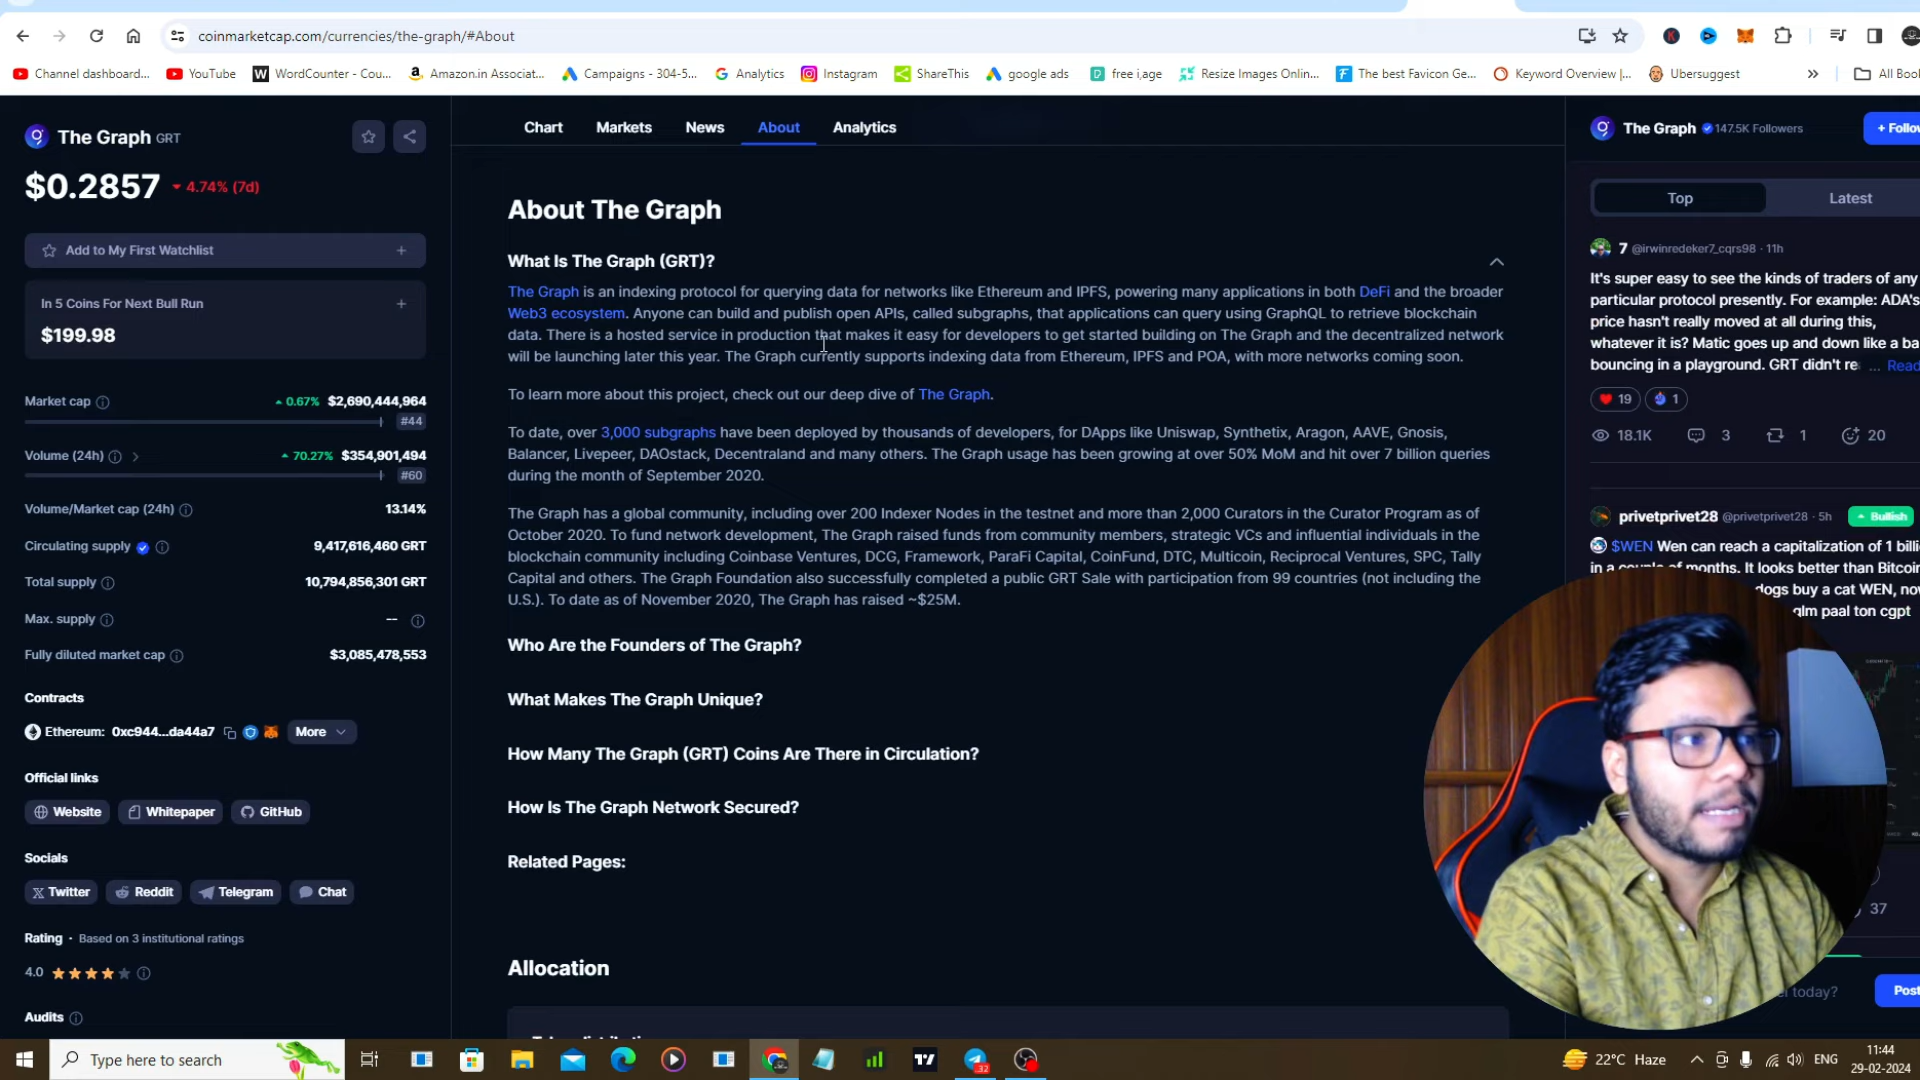 coinmarketcap.com/currencies/the-graph/#About
Channel dashboard... YouTube WordCounter - Cou... Amazon.in Associat... Campaigns - 304-5... Analytics Instagram ShareThis google ads free i,age Resize Images Onlin... The best Favicon Ge... Keyword Overview |... Ubersuggest » All Bool
The Graph GRT
$0.2857 4.74% (7d)
Add to My First Watchlist +
In 5 Coins For Next Bull Run +
$199.98
Market cap 0.67% $2,690,444,964
#44
Volume (24h) 70.27% $354,901,494
#60
Volume/Market cap (24h) 13.14%
Circulating supply 9,417,616,460 GRT
Total supply 10,794,856,301 GRT
Max. supply --
Fully diluted market cap $3,085,478,553
Contracts
Ethereum: 0xc944...da44a7 More
Official links
Website Whitepaper GitHub
Socials
Twitter Reddit Telegram Chat
Rating · Based on 3 institutional ratings
4.0
Audits
Chart Markets News About Analytics
About The Graph
What Is The Graph (GRT)?
The Graph is an indexing protocol for querying data for networks like Ethereum and IPFS, powering many applications in both DeFi and the broader
Web3 ecosystem. Anyone can build and publish open APIs, called subgraphs, that applications can query using GraphQL to retrieve blockchain
data. There is a hosted service in production that makes it easy for developers to get started building on The Graph and the decentralized network
will be launching later this year. The Graph currently supports indexing data from Ethereum, IPFS and POA, with more networks coming soon.
To learn more about this project, check out our deep dive of The Graph.
To date, over 3,000 subgraphs have been deployed by thousands of developers, for DApps like Uniswap, Synthetix, Aragon, AAVE, Gnosis,
Balancer, Livepeer, DAOstack, Decentraland and many others. The Graph usage has been growing at over 50% MoM and hit over 7 billion queries
during the month of September 2020.
The Graph has a global community, including over 200 Indexer Nodes in the testnet and more than 2,000 Curators in the Curator Program as of
October 2020. To fund network development, The Graph raised funds from community members, strategic VCs and influential individuals in the
blockchain community including Coinbase Ventures, DCG, Framework, ParaFi Capital, CoinFund, DTC, Multicoin, Reciprocal Ventures, SPC, Tally
Capital and others. The Graph Foundation also successfully completed a public GRT Sale with participation from 99 countries (not including the
U.S.). To date as of November 2020, The Graph has raised ~$25M.
Who Are the Founders of The Graph?
What Makes The Graph Unique?
How Many The Graph (GRT) Coins Are There in Circulation?
How Is The Graph Network Secured?
Related Pages:
Allocation
The Graph 147.5K Followers + Follow
Top Latest
7 @irwinredeker7_cqrs98 · 11h
It's super easy to see the kinds of traders of any
particular protocol presently. For example: ADA's
price hasn't really moved at all during this,
whatever it is? Matic goes up and down like a ba
bouncing in a playground. GRT didn't re ... Read
19 1
18.1K 3 1 20
privetprivet28 @privetprivet28 · 5h Bullish
$WEN Wen can reach a capitalization of 1 billi
in a couple of months. It looks better than Bitcoin
dogs buy a cat WEN, nov
qlm paal ton cgpt
37
today?
Post
Type here to search
32
22°C Haze ENG
11:44
29-02-2024